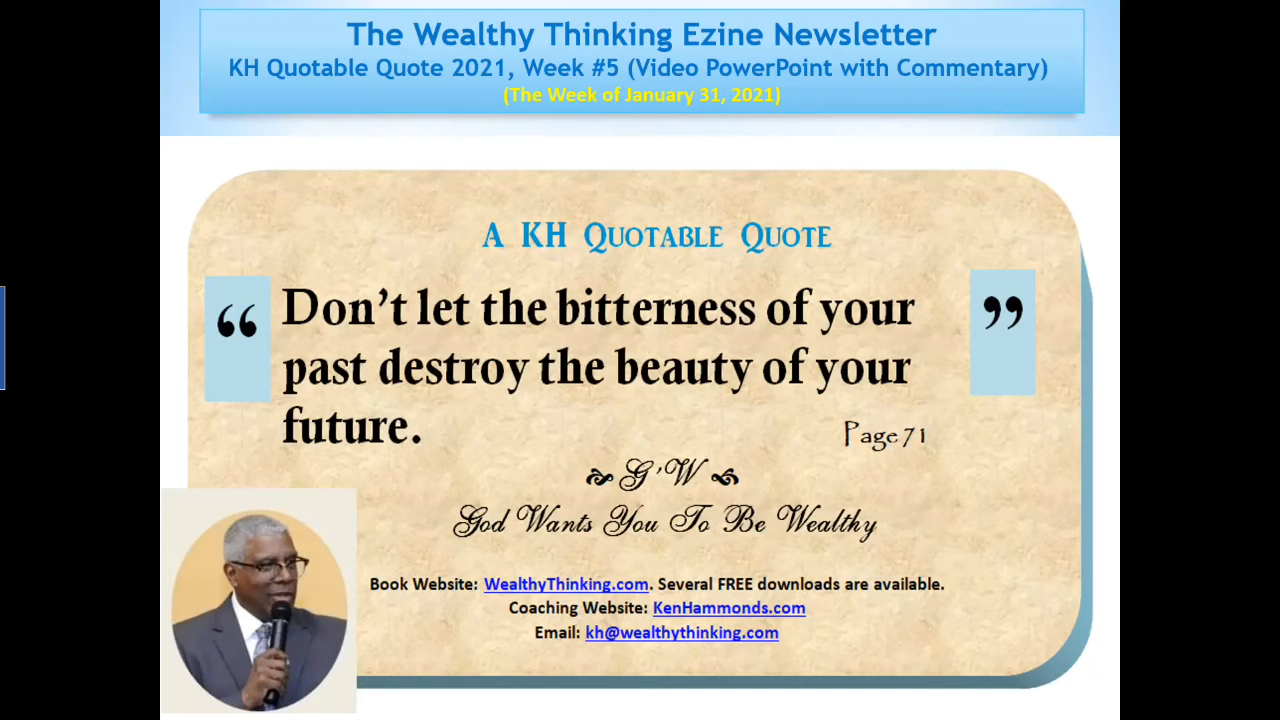 The Wealthy Thinking Ezine Newsletter
KH Quotable Quote 2021, Week #5 (Video PowerPoint with Commentary)
(The Week of January 31, 2021)
A KH Quotable Quote
“ Don’t let the bitterness of your ”
past destroy the beauty of your
future. Page 71
G’W
God Wants You To Be Wealthy
Book Website: WealthyThinking.com. Several FREE downloads are available.
Coaching Website: KenHammonds.com
Email: kh@wealthythinking.com